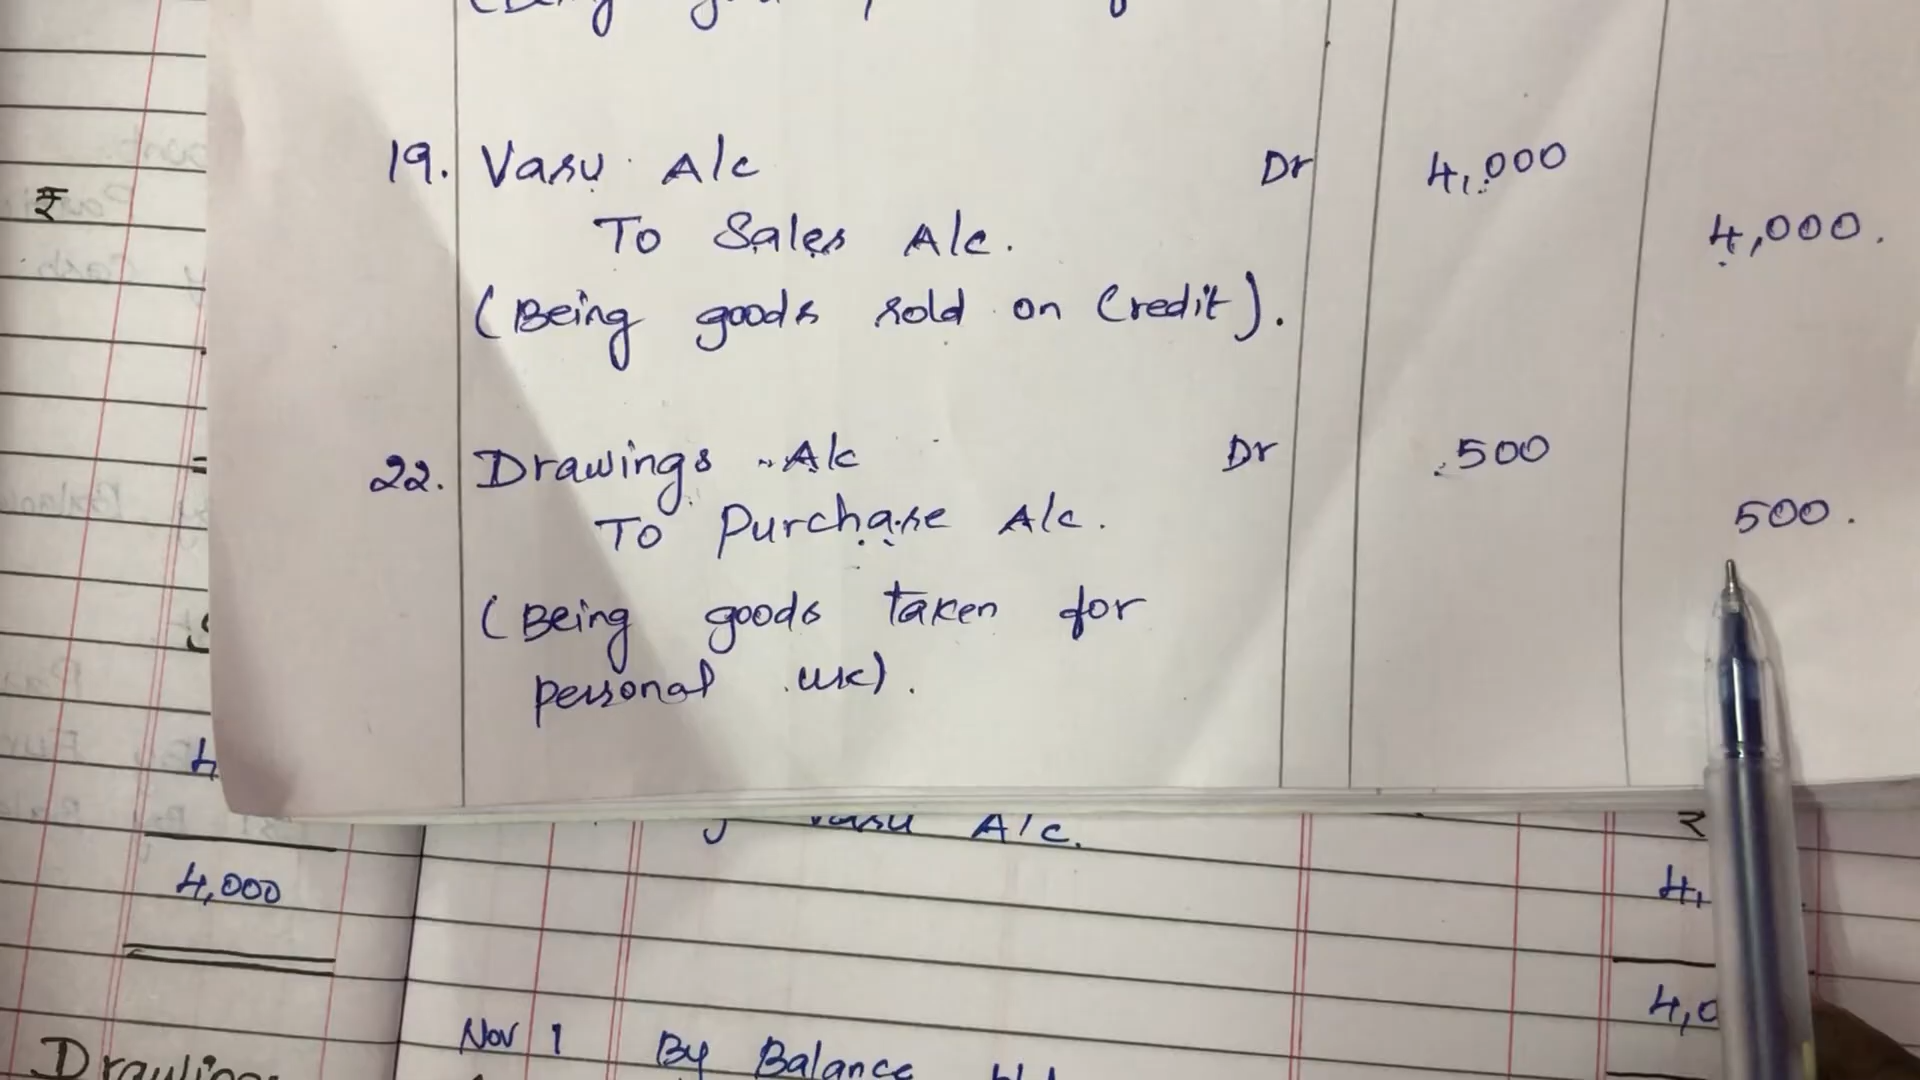 19. Vasu A/c Dr 4,000
To Sales A/c. 4,000.
(Being goods sold on Credit).
22. Drawings A/c Dr 500
To Purchase A/c. 500.
(Being goods taken for
personal use).
₹
4,000
Vasu A/c.
₹
Nov 1 By Balance